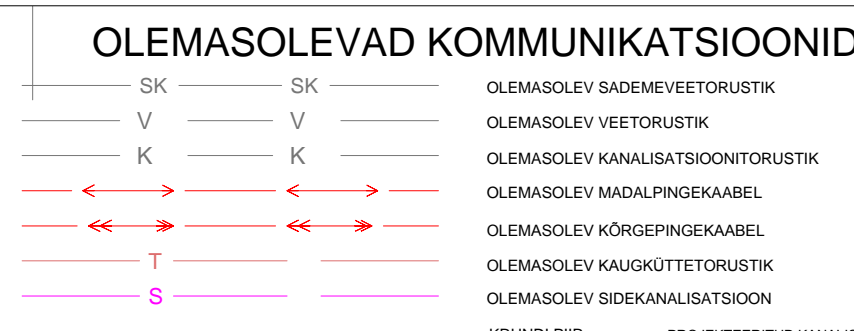 OLEMASOLEVAD KOMMUNIKATSIOONID
SK SK OLEMASOLEV SADEMEVEETORUSTIK
V V OLEMASOLEV VEETORUSTIK
K K OLEMASOLEV KANALISATSIOONITORUSTIK
OLEMASOLEV MADALPINGEKAABEL
OLEMASOLEV KÕRGEPINGEKAABEL
T OLEMASOLEV KAUGKÜTTETORUSTIK
S OLEMASOLEV SIDEKANALISATSIOON